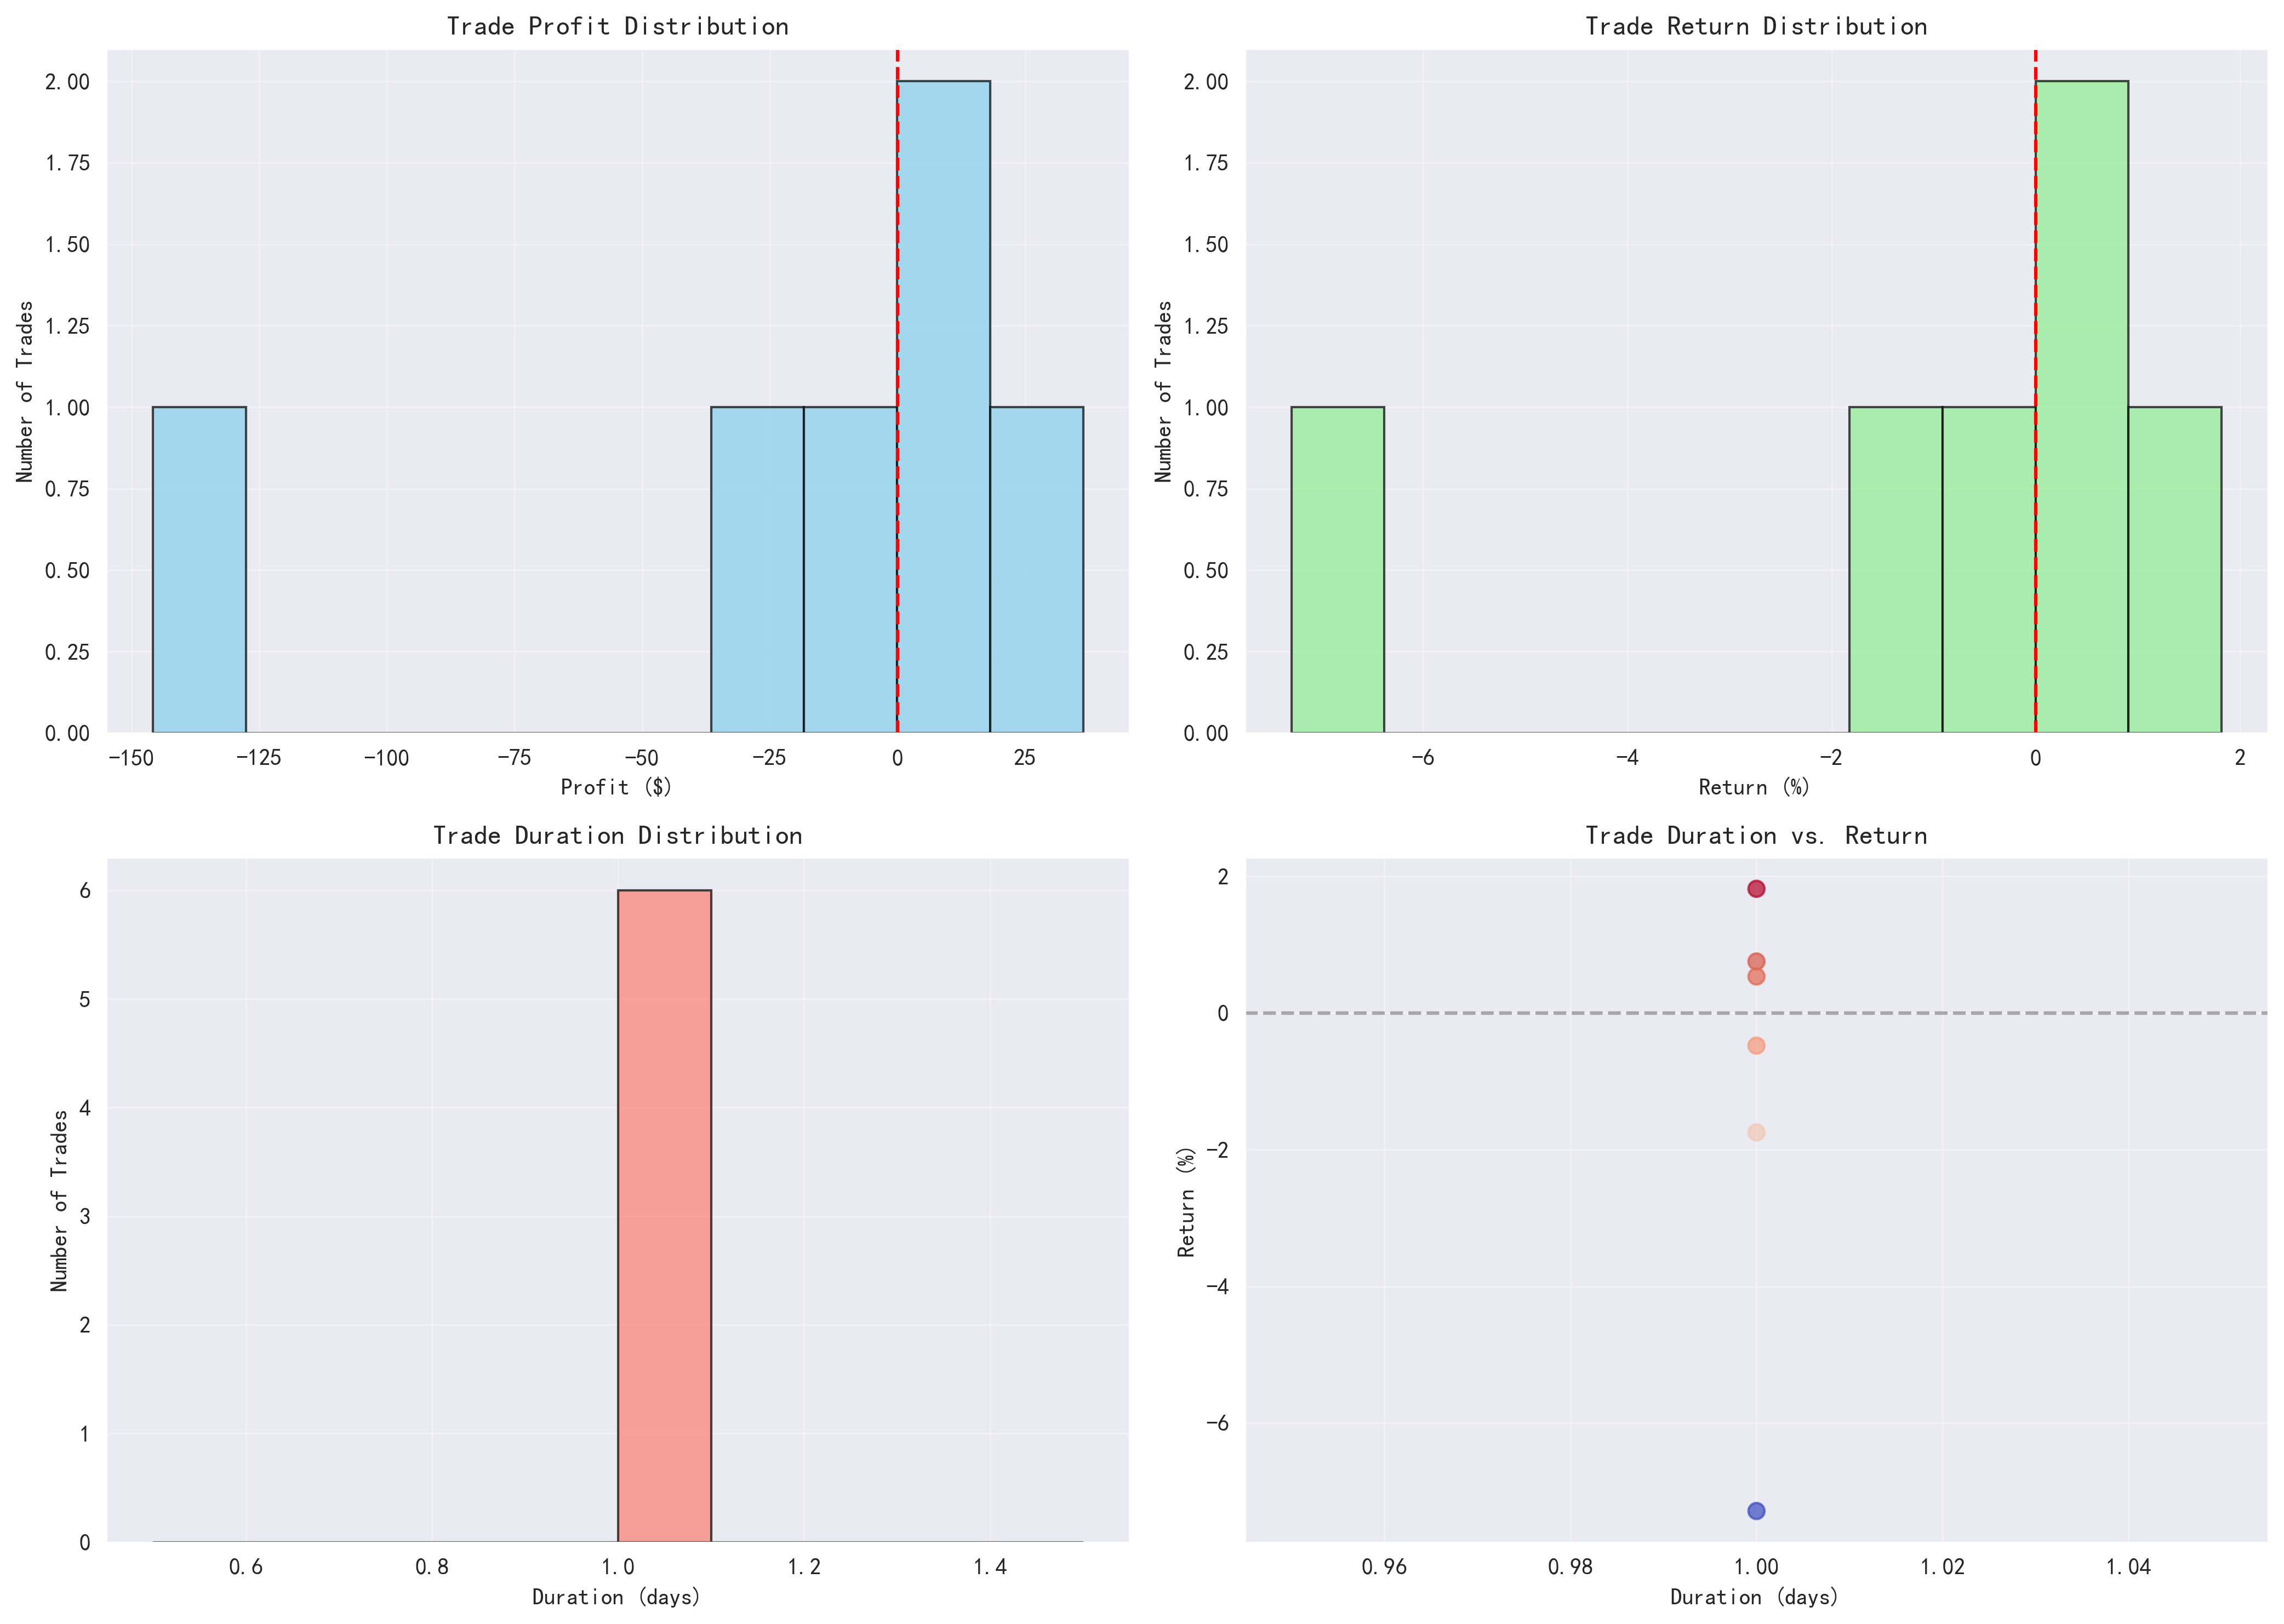 Trade Profit Distribution
2.00
1.75
1.50
1.25
1.00
0.75
0.50
0.25
0.00
Number of Trades
−150 −125 −100 −75 −50 −25 0 25
Profit ($)
Trade Return Distribution
2.00
1.75
1.50
1.25
1.00
0.75
0.50
0.25
0.00
Number of Trades
−6 −4 −2 0 2
Return (%)
Trade Duration Distribution
6
5
4
3
2
1
0
Number of Trades
0.6 0.8 1.0 1.2 1.4
Duration (days)
Trade Duration vs. Return
2
0
−2
−4
−6
Return (%)
0.96 0.98 1.00 1.02 1.04
Duration (days)